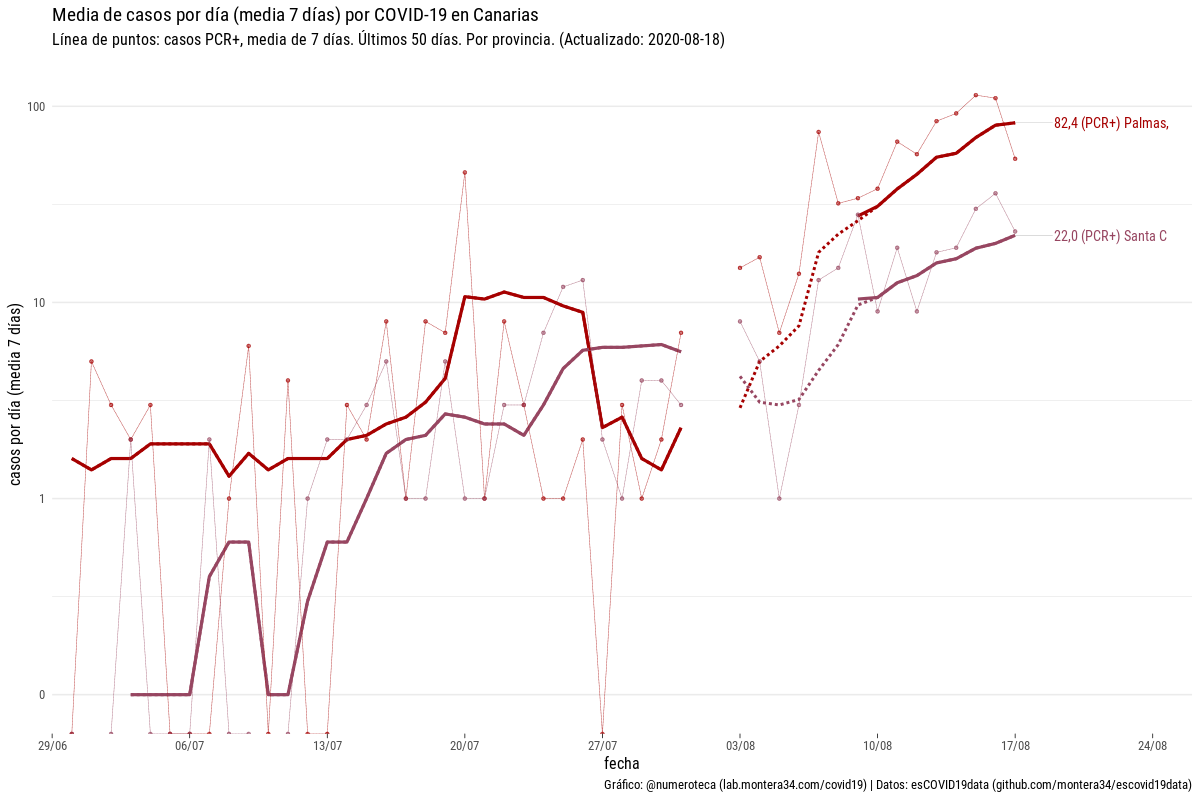 Media de casos por día (media 7 días) por COVID-19 en Canarias
Línea de puntos: casos PCR+, media de 7 días. Últimos 50 días. Por provincia. (Actualizado: 2020-08-18)
casos por día (media 7 días)
100
10
1
0
82,4 (PCR+) Palmas,
22,0 (PCR+) Santa C
29/06
06/07
13/07
20/07
27/07
03/08
10/08
17/08
24/08
fecha
Gráfico: @numeroteca (lab.montera34.com/covid19) | Datos: esCOVID19data (github.com/montera34/escovid19data)